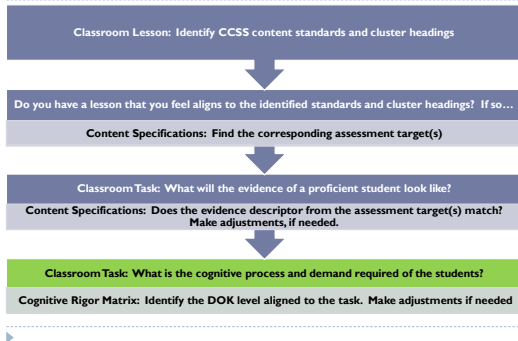 Classroom Lesson: Identify CCSS content standards and cluster headings
Do you have a lesson that you feel aligns to the identified standards and cluster headings? If so…
Content Specifications: Find the corresponding assessment target(s)
Classroom Task: What will the evidence of a proficient student look like?
Content Specifications: Does the evidence descriptor from the assessment target(s) match?
Make adjustments, if needed.
Classroom Task: What is the cognitive process and demand required of the students?
Cognitive Rigor Matrix: Identify the DOK level aligned to the task. Make adjustments if needed